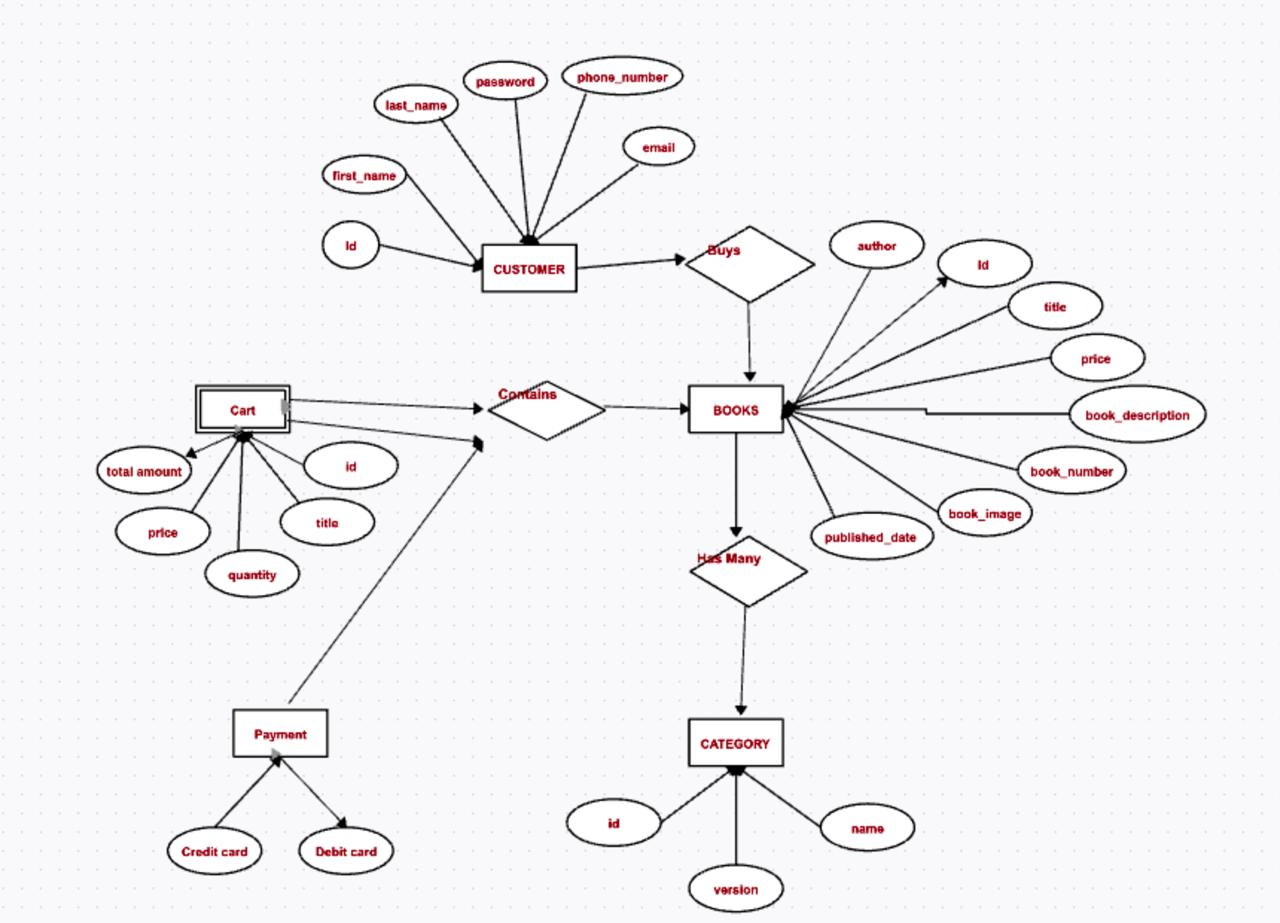 phone_number
password
last_name
email
first_name
Id
author
Buys
CUSTOMER
Id
title
price
Contains
Cart
BOOKS
book_description
id
total amount
book_number
book_image
title
price
published_date
Has Many
quantity
Payment
CATEGORY
id
name
Credit card
Debit card
version